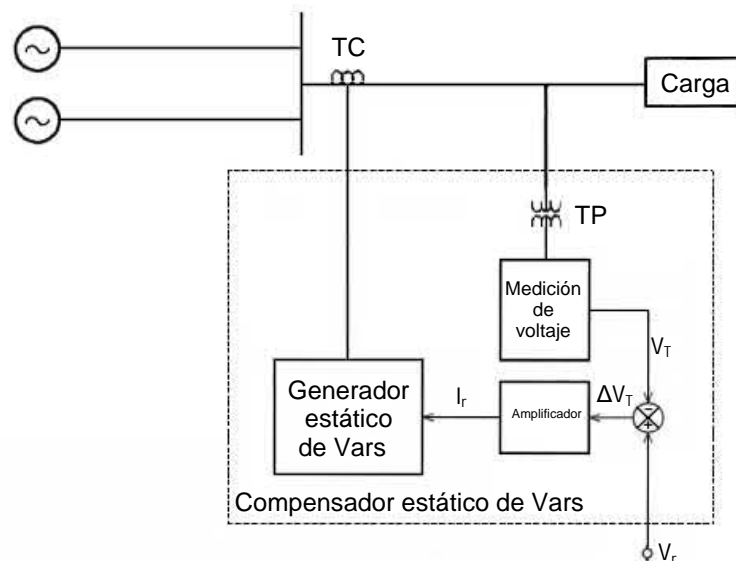 TC
Carga
TP
Medición
de
voltaje
V_T
Generador
estático
de Vars
I_r
Amplificador
ΔV_T
-
+
Compensador estático de Vars
V_r